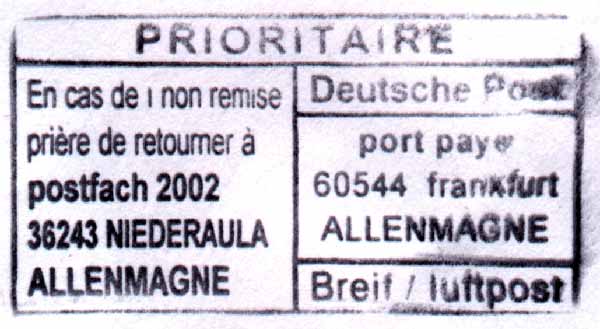 PRIORITAIRE
En cas de i non remise
prière de retourner à
postfach 2002
36243 NIEDERAULA
ALLENMAGNE
Deutsche Post
port paye
60544 frankfurt
ALLENMAGNE
Breif / luftpost